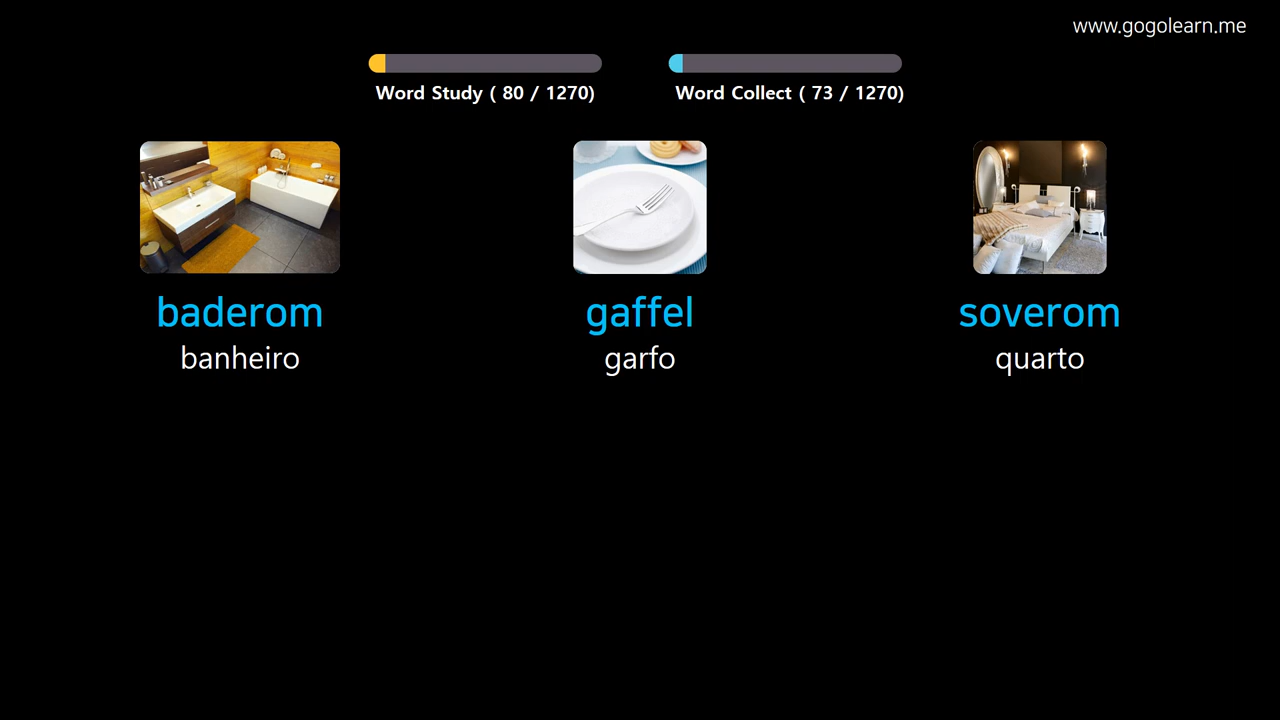 www.gogolearn.me
Word Study ( 80 / 1270)
Word Collect ( 73 / 1270)
baderom
gaffel
soverom
banheiro
garfo
quarto